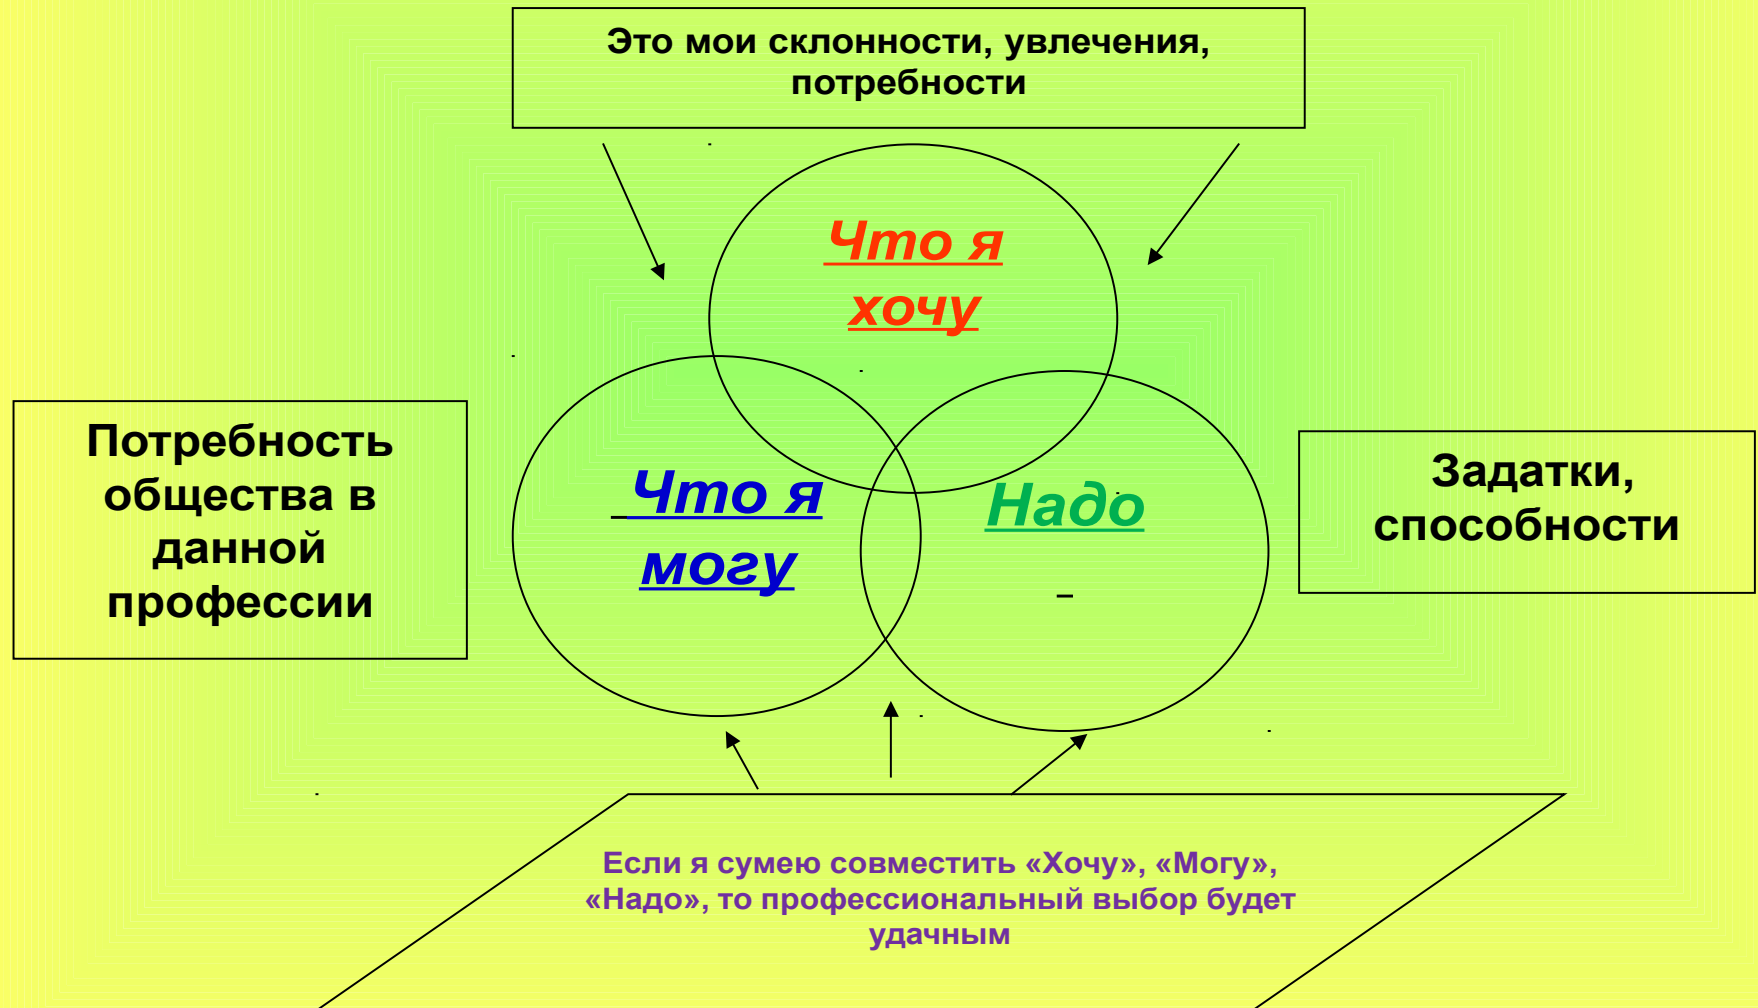 Это мои склонности, увлечения,
потребности
Что я
хочу
Потребность
общества в
данной
профессии
Что я
могу
Надо
Задатки,
способности
Если я сумею совместить «Хочу», «Могу»,
«Надо», то профессиональный выбор будет
удачным